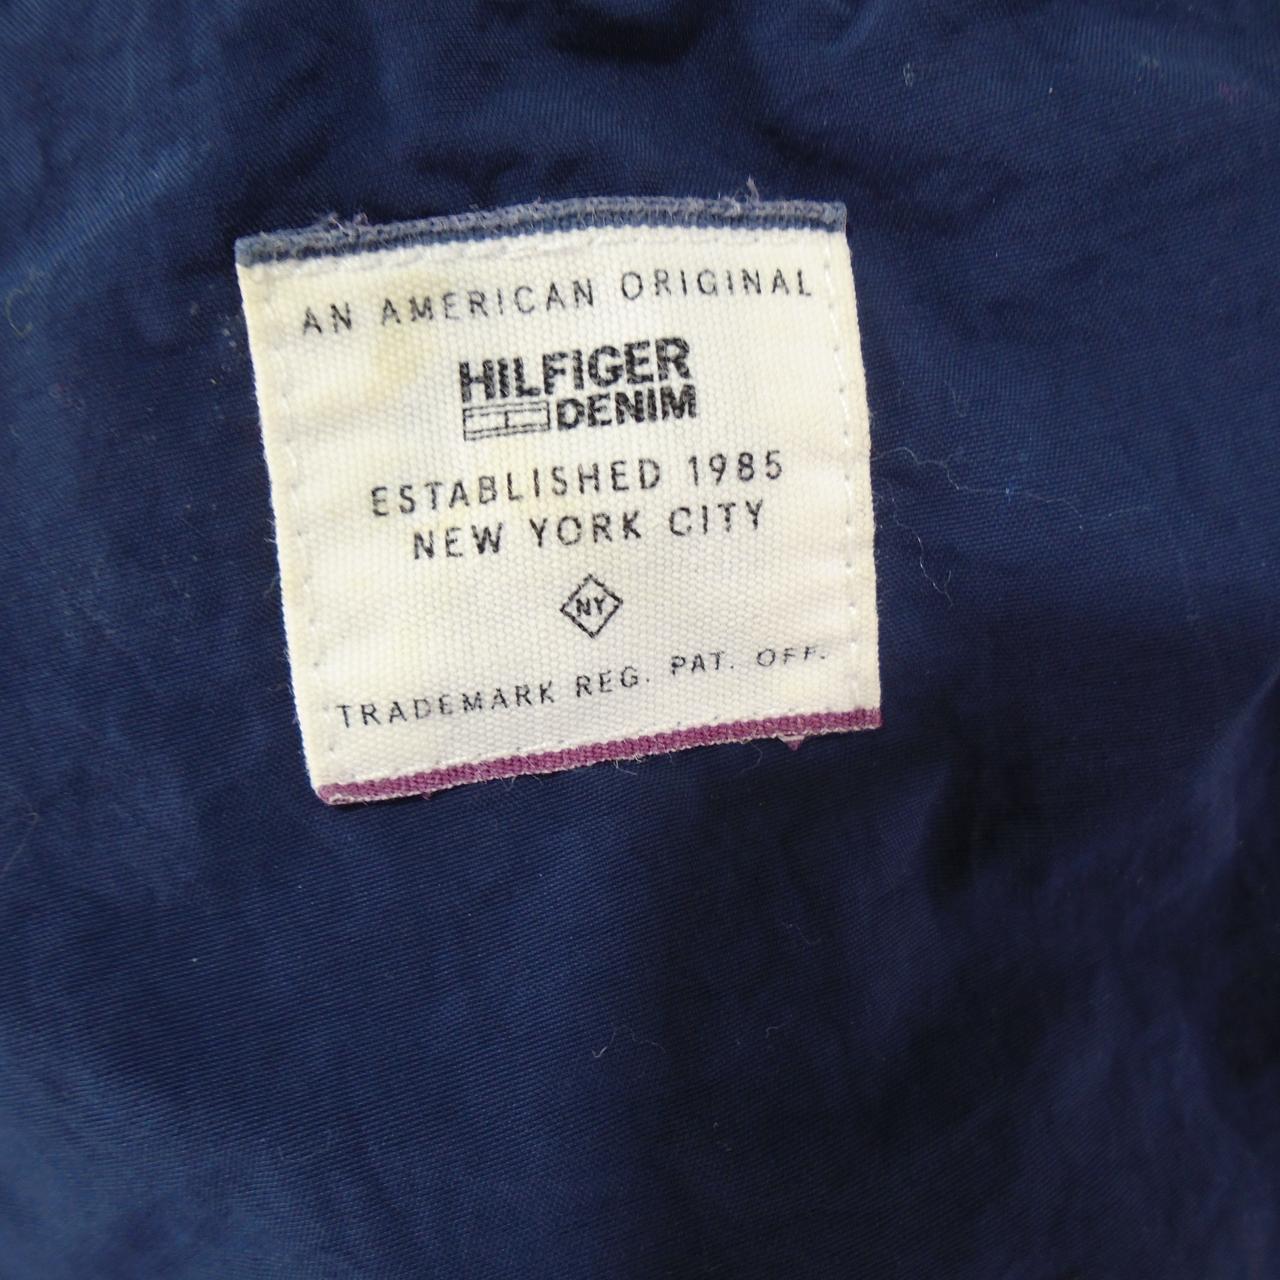 AN AMERICAN ORIGINAL
HILFIGER
DENIM
ESTABLISHED 1985
NEW YORK CITY
NY
TRADEMARK REG. PAT. OFF.